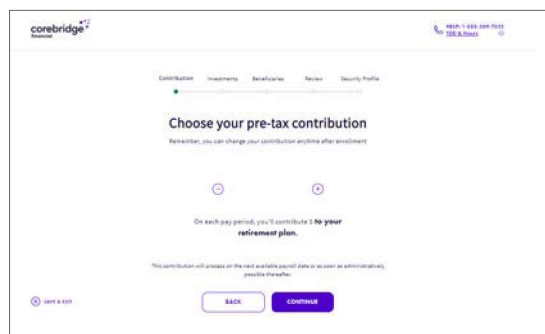 corebridge
financial
TDD & Hours
Contribution Investments Beneficiaries Review Security Profile
Choose your pre-tax contribution
Remember, you can change your contribution anytime after enrollment
On each pay period, you'll contribute $ to your
retirement plan.
*This contribution will process on the next available payroll date or as soon as administratively
possible thereafter.
SAVE & EXIT
BACK
CONTINUE